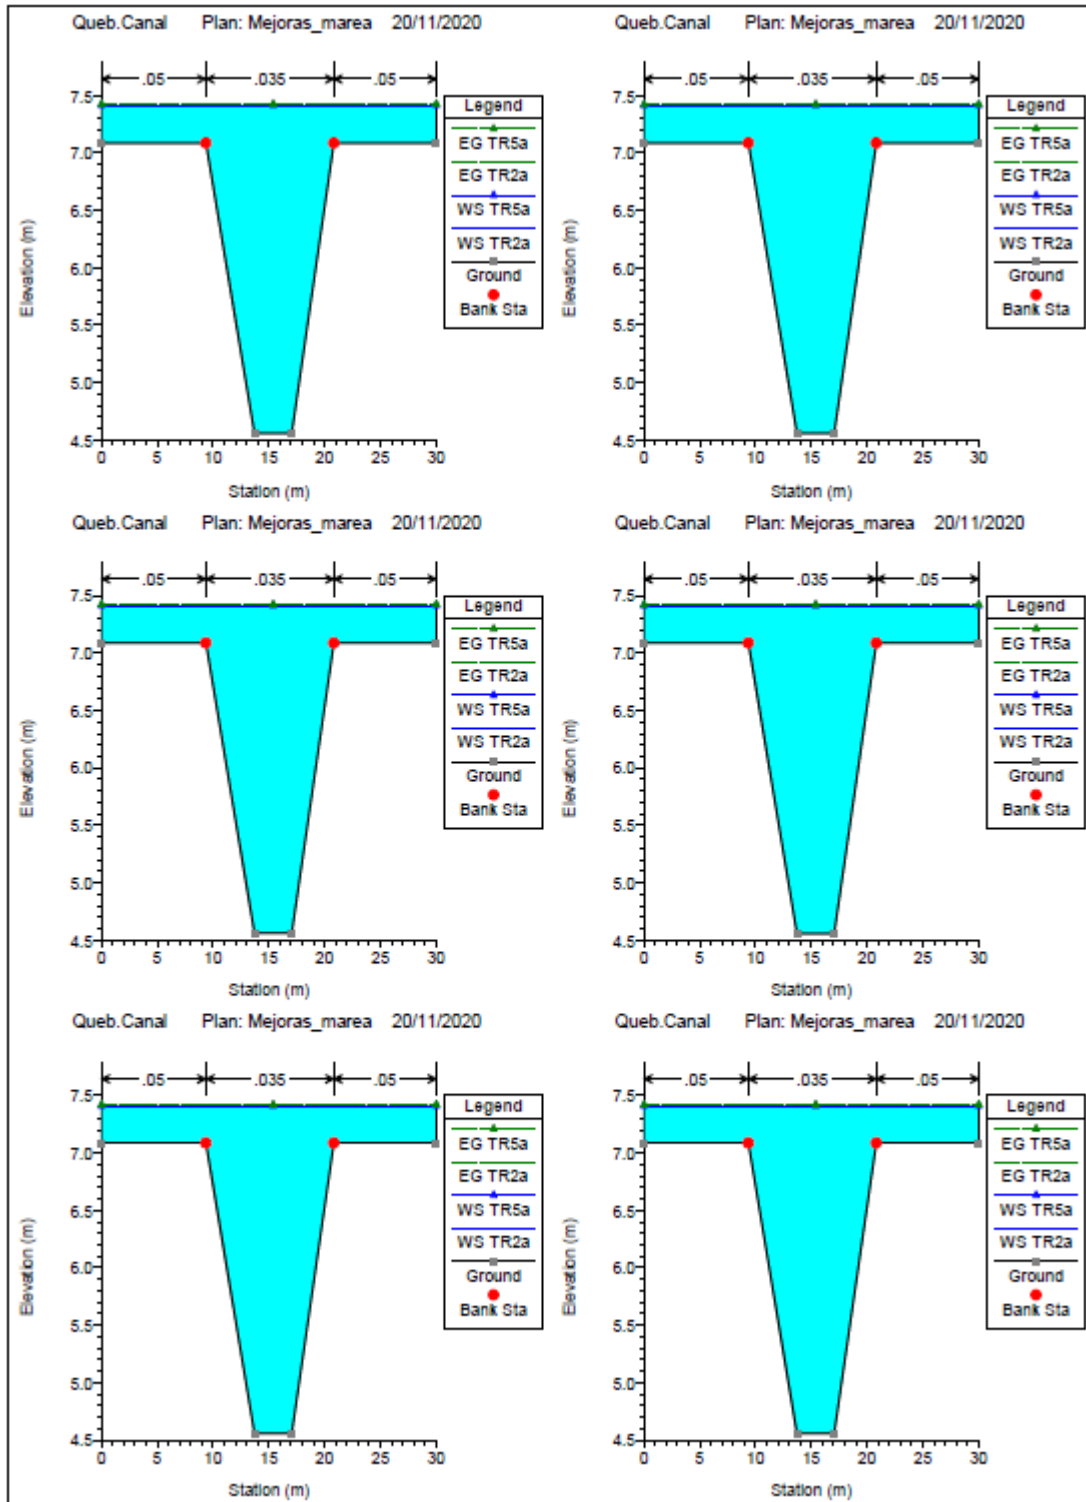 Queb.Canal Plan: Mejoras_marea 20/11/2020
.05 .035 .05
7.5
7.0
6.5
6.0
5.5
5.0
4.5
0 5 10 15 20 25 30
Elevation (m)
Station (m)
Legend
EG TR5a
EG TR2a
WS TR5a
WS TR2a
Ground
Bank Sta
Queb.Canal Plan: Mejoras_marea 20/11/2020
.05 .035 .05
7.5
7.0
6.5
6.0
5.5
5.0
4.5
0 5 10 15 20 25 30
Elevation (m)
Station (m)
Legend
EG TR5a
EG TR2a
WS TR5a
WS TR2a
Ground
Bank Sta
Queb.Canal Plan: Mejoras_marea 20/11/2020
.05 .035 .05
7.5
7.0
6.5
6.0
5.5
5.0
4.5
0 5 10 15 20 25 30
Elevation (m)
Station (m)
Legend
EG TR5a
EG TR2a
WS TR5a
WS TR2a
Ground
Bank Sta
Queb.Canal Plan: Mejoras_marea 20/11/2020
.05 .035 .05
7.5
7.0
6.5
6.0
5.5
5.0
4.5
0 5 10 15 20 25 30
Elevation (m)
Station (m)
Legend
EG TR5a
EG TR2a
WS TR5a
WS TR2a
Ground
Bank Sta
Queb.Canal Plan: Mejoras_marea 20/11/2020
.05 .035 .05
7.5
7.0
6.5
6.0
5.5
5.0
4.5
0 5 10 15 20 25 30
Elevation (m)
Station (m)
Legend
EG TR5a
EG TR2a
WS TR5a
WS TR2a
Ground
Bank Sta
Queb.Canal Plan: Mejoras_marea 20/11/2020
.05 .035 .05
7.5
7.0
6.5
6.0
5.5
5.0
4.5
0 5 10 15 20 25 30
Elevation (m)
Station (m)
Legend
EG TR5a
EG TR2a
WS TR5a
WS TR2a
Ground
Bank Sta